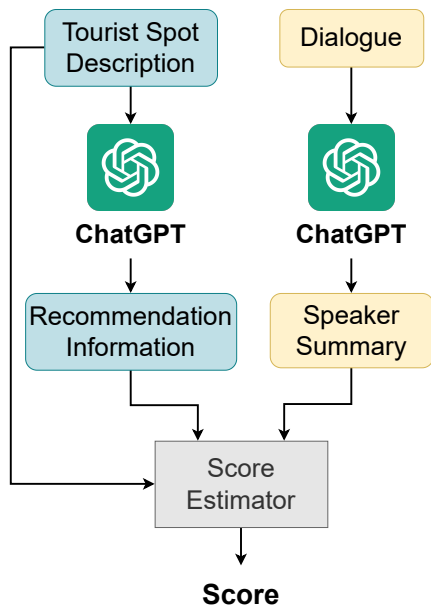 Tourist Spot
Description
Dialogue
ChatGPT
ChatGPT
Recommendation
Information
Speaker
Summary
Score
Estimator
Score